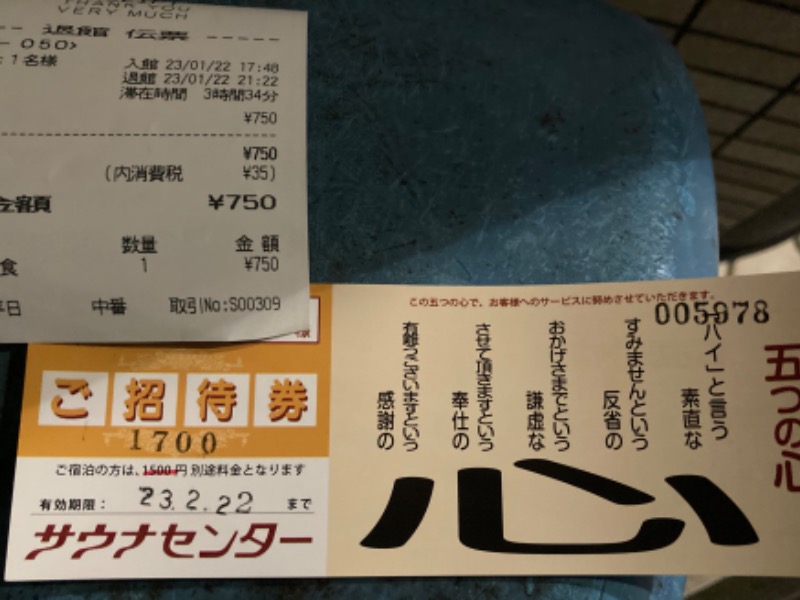 THANK YOU
VERY MUCH
退館 伝票
050>
:1名様
入館 23/01/22 17:48
退館 23/01/22 21:22
滞在時間 3時間34分
¥750
¥750
(内消費税 ¥35)
金額 ¥750
数量 金額
食 1 ¥750
平日 中番 取引No:S00309
様
ご招待券
1700
ご宿泊の方は、1500円別途料金となります
有効期限: 23.2.22 まで
サウナセンター
この五つの心で、お客様へのサービスに努めさせていただきます。
005978
五つの心
「ハイ」と言う
素直な
すみませんという
反省の
おかげさまでという
謙虚な
させて頂きますという
奉仕の
有難うございますという
感謝の
心